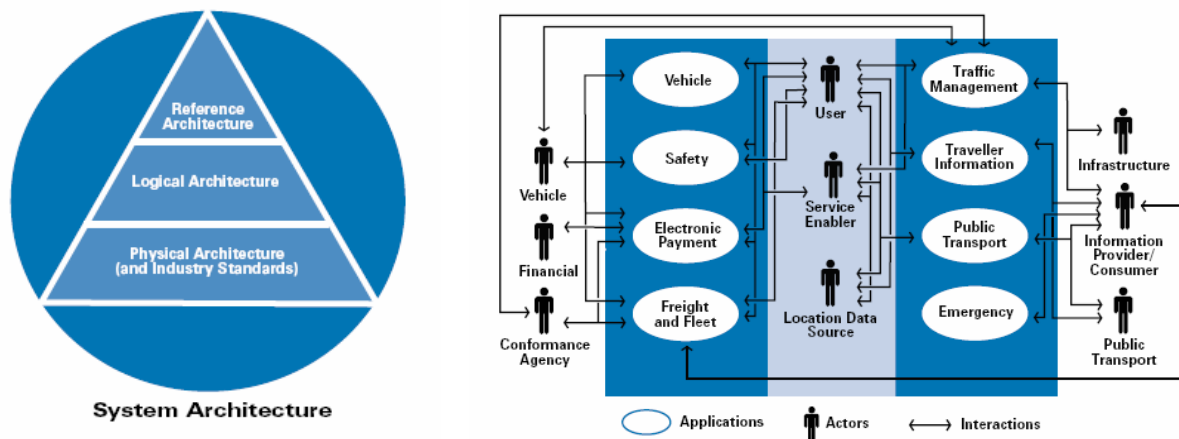 Reference
Architecture
Logical Architecture
Physical Architecture
(and Industry Standards)
System Architecture
Vehicle
Financial
Conformance
Agency
Vehicle
Safety
Electronic
Payment
Freight
and Fleet
User
Service
Enabler
Location Data
Source
Traffic
Management
Traveller
Information
Public
Transport
Emergency
Infrastructure
Information
Provider/
Consumer
Public
Transport
Applications
Actors
Interactions